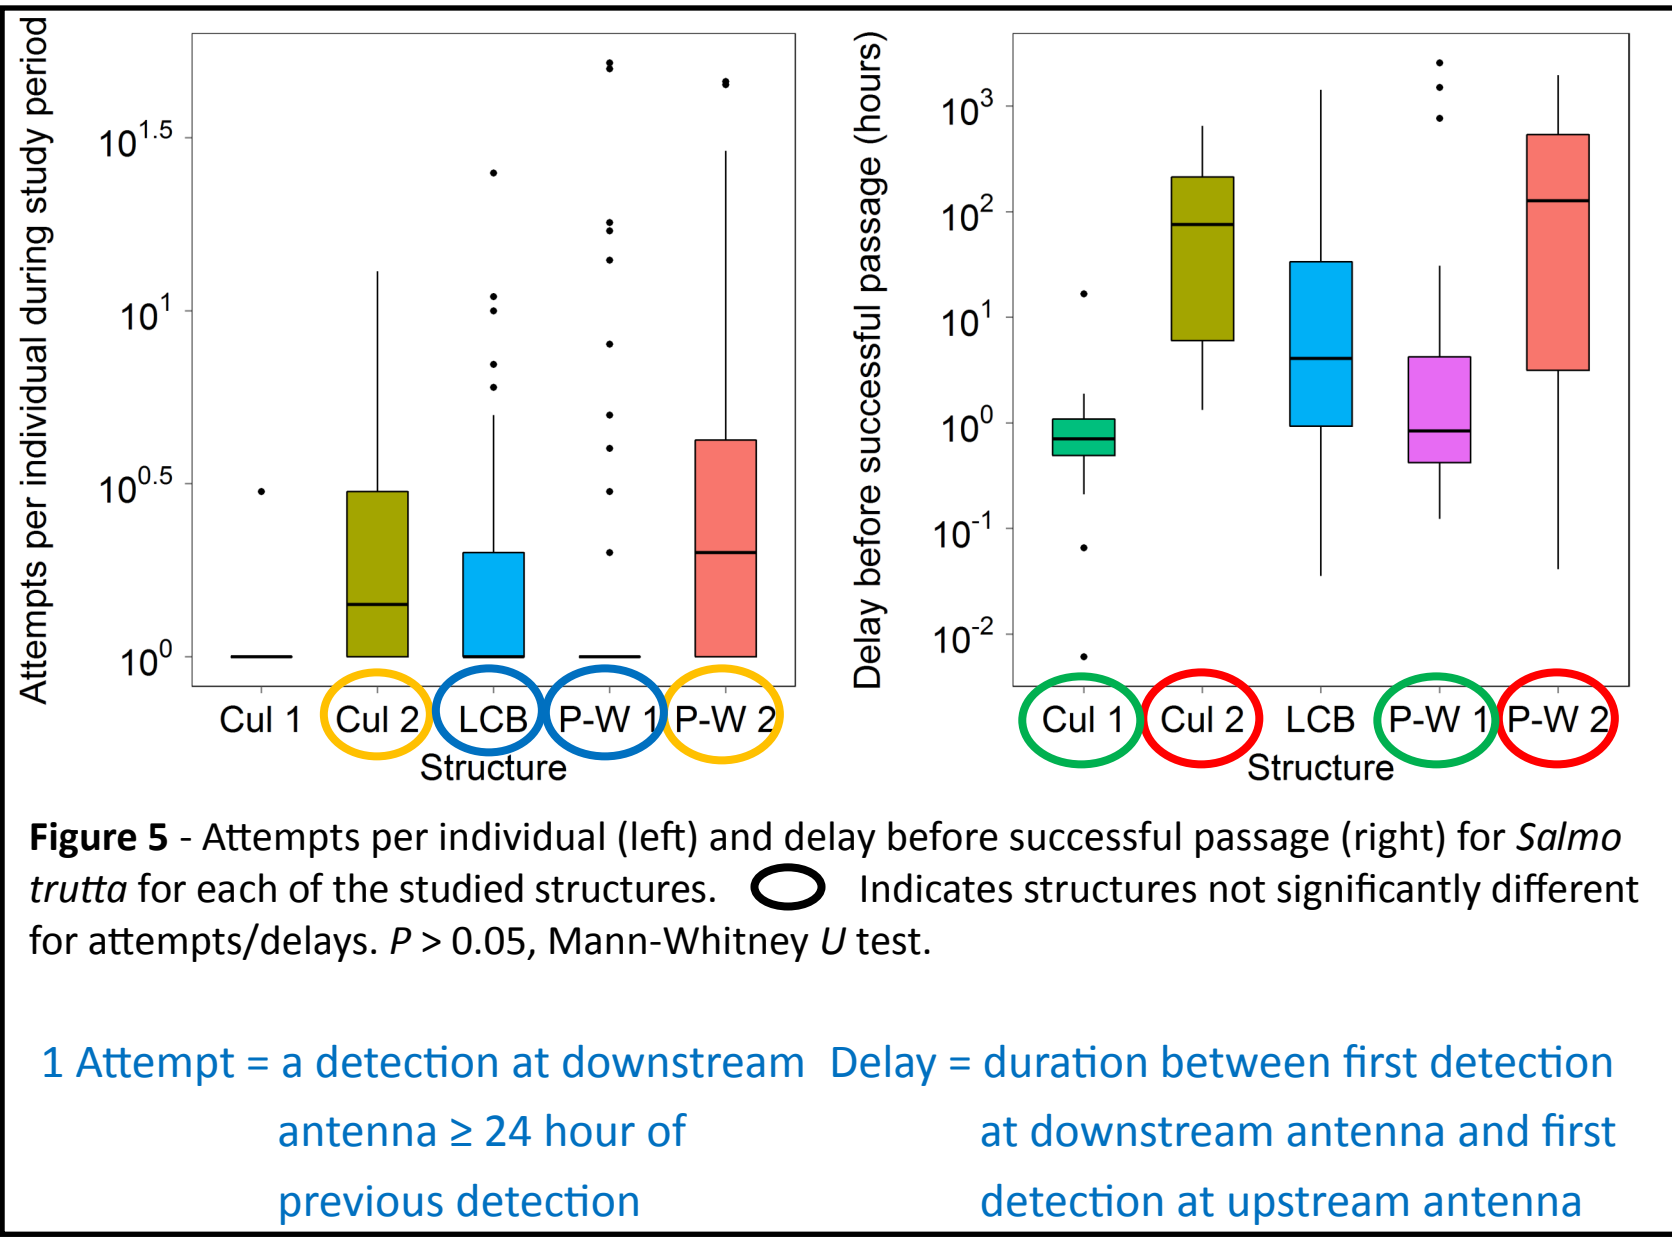 Attempts per individual during study period
10^1.5
10^1
10^0.5
10^0
Cul 1 Cul 2 LCB P-W 1 P-W 2
Structure
Delay before successful passage (hours)
10^3
10^2
10^1
10^0
10^-1
10^-2
Cul 1 Cul 2 LCB P-W 1 P-W 2
Structure
Figure 5 - Attempts per individual (left) and delay before successful passage (right) for Salmo
trutta for each of the studied structures. Indicates structures not significantly different
for attempts/delays. P > 0.05, Mann-Whitney U test.
1 Attempt = a detection at downstream
antenna ≥ 24 hour of
previous detection
Delay = duration between first detection
at downstream antenna and first
detection at upstream antenna